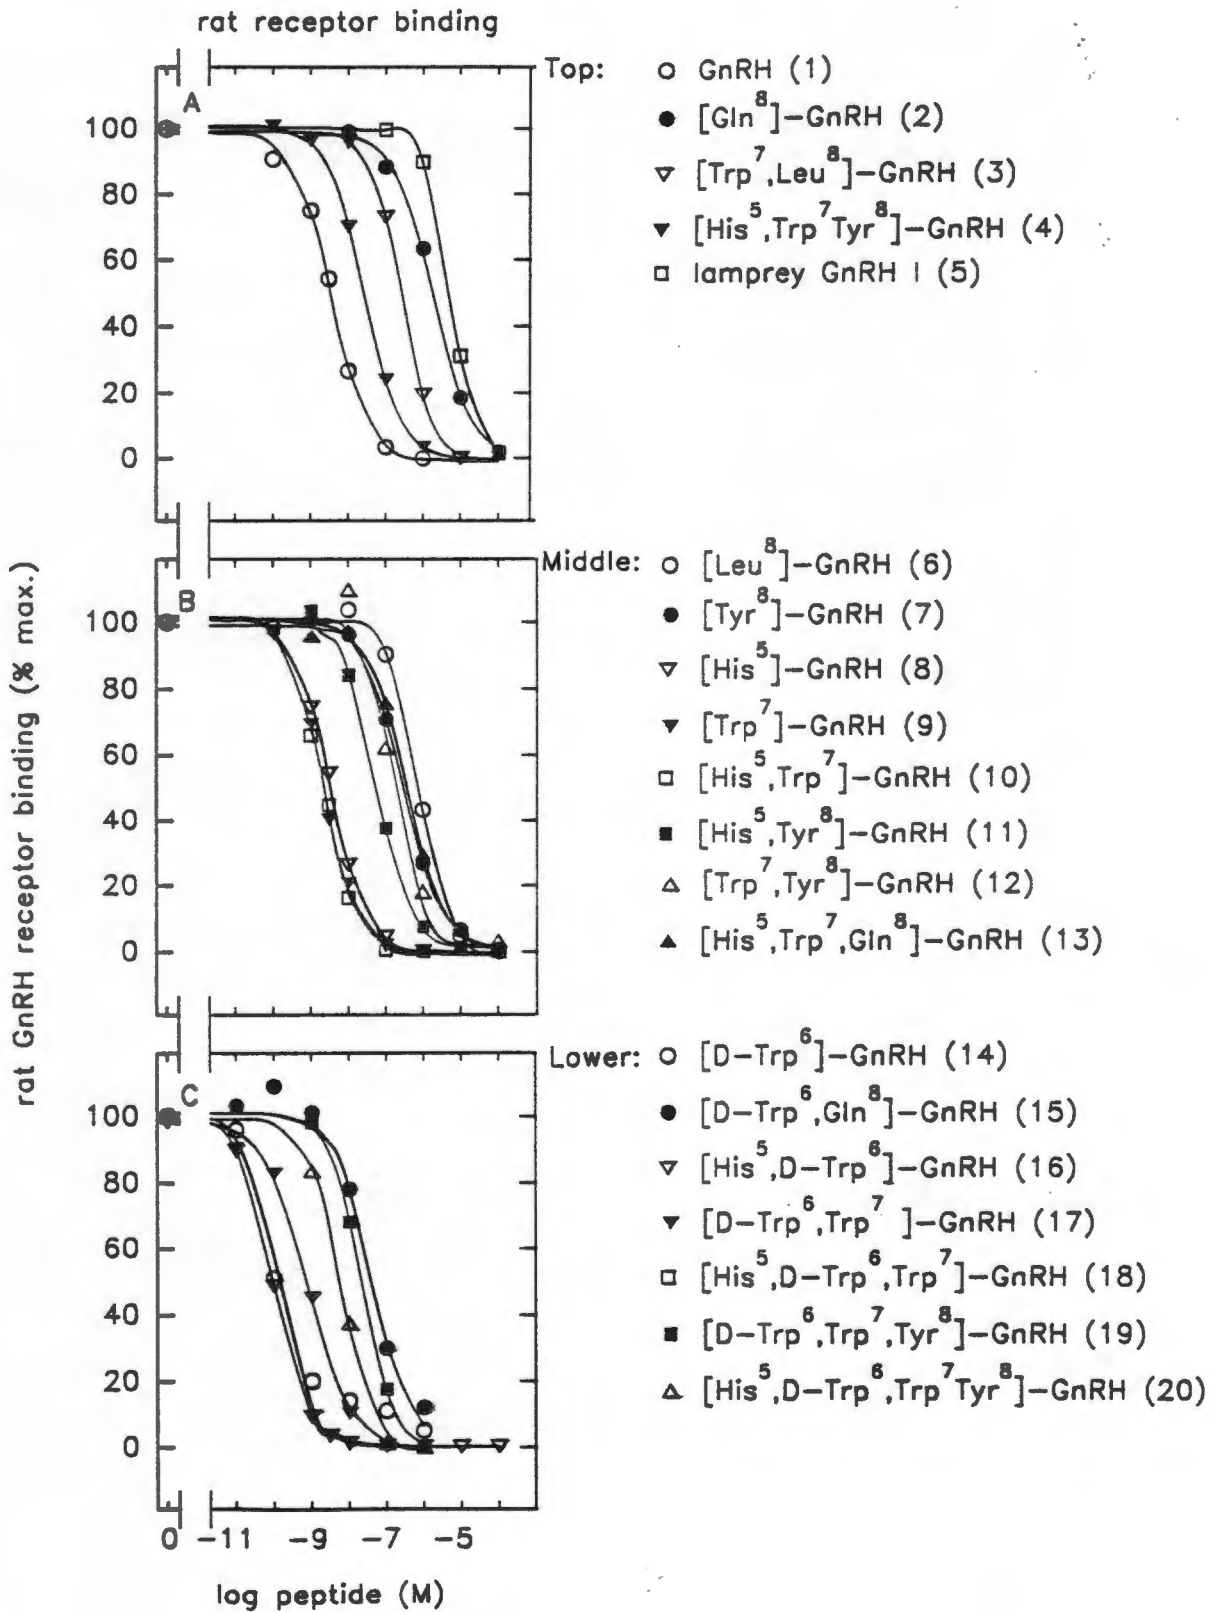 rat receptor binding
Top:
GnRH (1)
[Gln⁸]–GnRH (2)
[Trp⁷,Leu⁸]–GnRH (3)
[His⁵,Trp⁷Tyr⁸]–GnRH (4)
lamprey GnRH I (5)
A
100
80
60
40
20
0
Middle:
[Leu⁸]–GnRH (6)
[Tyr⁸]–GnRH (7)
[His⁵]–GnRH (8)
[Trp⁷]–GnRH (9)
[His⁵,Trp⁷]–GnRH (10)
[His⁵,Tyr⁸]–GnRH (11)
[Trp⁷,Tyr⁸]–GnRH (12)
[His⁵,Trp⁷,Gln⁸]–GnRH (13)
B
100
80
60
40
20
0
Lower:
[D–Trp⁶]–GnRH (14)
[D–Trp⁶,Gln⁸]–GnRH (15)
[His⁵,D–Trp⁶]–GnRH (16)
[D–Trp⁶,Trp⁷ ]–GnRH (17)
[His⁵,D–Trp⁶,Trp⁷]–GnRH (18)
[D–Trp⁶,Trp⁷,Tyr⁸]–GnRH (19)
[His⁵,D–Trp⁶,Trp⁷Tyr⁸]–GnRH (20)
C
100
80
60
40
20
0
0 –11 –9 –7 –5
log peptide (M)
rat GnRH receptor binding (% max.)